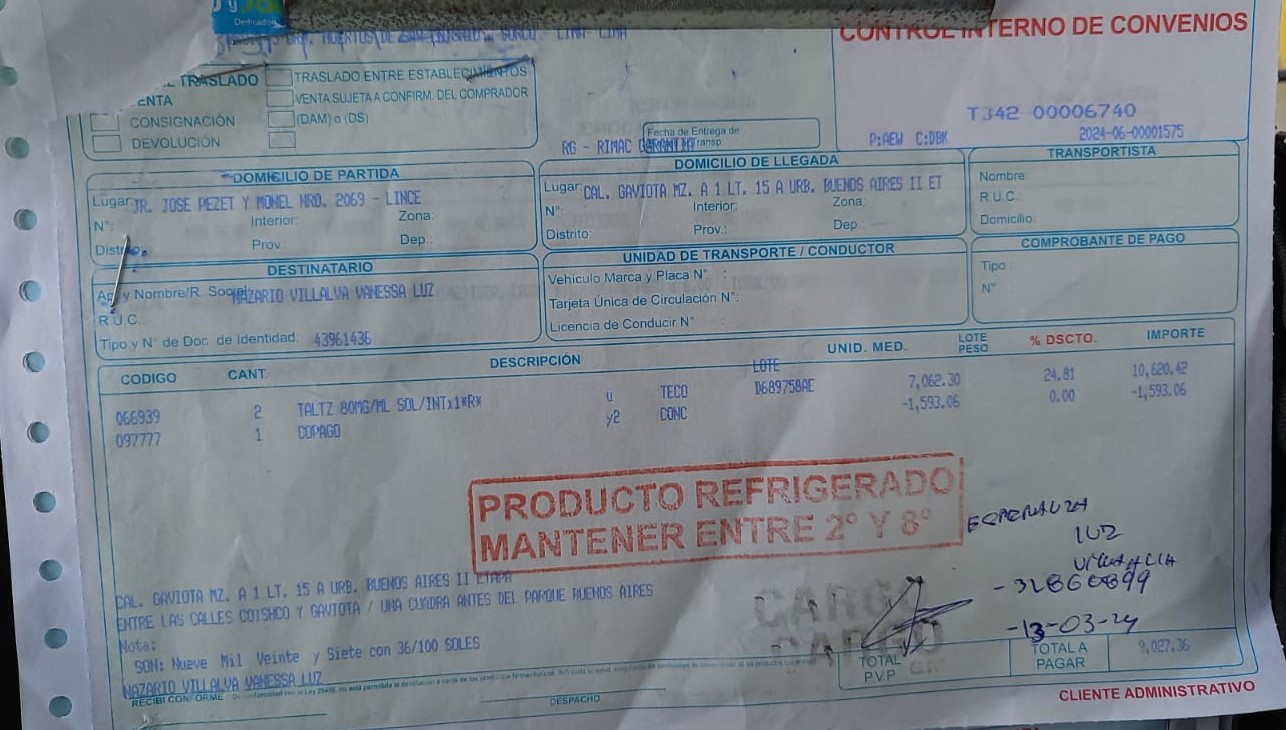 Dedicados
LIMA LIMA
CONTROL INTERNO DE CONVENIOS
TRASLADO
TRASLADO ENTRE ESTABLECIMIENTOS
ENTA
VENTA SUJETA A CONFIRM. DEL COMPRADOR
CONSIGNACIÓN
(DAM) o (DS)
DEVOLUCIÓN
Fecha de Entrega de
RG - RIMAC GARANTIA
T342 00006740
P:AEW C:DBK
2024-06-00001575
DOMICILIO DE PARTIDA
Lugar: JR. JOSE PEZET Y MONEL NRO. 2069 - LINCE
N°: Interior: Zona:
Distrito: Prov.: Dep.:
DOMICILIO DE LLEGADA
Lugar: CAL. GAVIOTA MZ. A 1 LT. 15 A URB. BUENOS AIRES II ET
N°: Interior: Zona:
Distrito: Prov.: Dep.:
TRANSPORTISTA
Nombre:
R.U.C.:
Domicilio:
DESTINATARIO
Ap. y Nombre/R. Social: NAZARIO VILLALVA VANESSA LUZ
R.U.C.:
Tipo y N° de Doc. de Identidad: 43961436
UNIDAD DE TRANSPORTE / CONDUCTOR
Vehículo Marca y Placa N° :
Tarjeta Única de Circulación N°:
Licencia de Conducir N° :
COMPROBANTE DE PAGO
Tipo :
N° :
CODIGO CANT. DESCRIPCIÓN LOTE UNID. MED. LOTE PESO % DSCTO. IMPORTE
066939 2 TALTZ 80MG/ML SOL/INTx1*R* u TECO D689758AE 7,062.30 24.81 10,620.42
097777 1 COPAGO y2 CONC -1,593.06 0.00 -1,593.06
PRODUCTO REFRIGERADO
MANTENER ENTRE 2° Y 8°
LUZ
- 32860899
-13-03-24
CAL. GAVIOTA MZ. A 1 LT. 15 A URB. BUENOS AIRES II ETAPA
ENTRE LAS CALLES COISHCO Y GAVIOTA / UNA CUADRA ANTES DEL PARQUE BUENOS AIRES
Nota:
SON: Nueve Mil Veinte y Siete con 36/100 SOLES
NAZARIO VILLALVA VANESSA LUZ
CARGO
CARGO
TOTAL P.V.P
TOTAL A PAGAR
9,027.36
RECIBI CONFORME :
DESPACHO
CLIENTE ADMINISTRATIVO